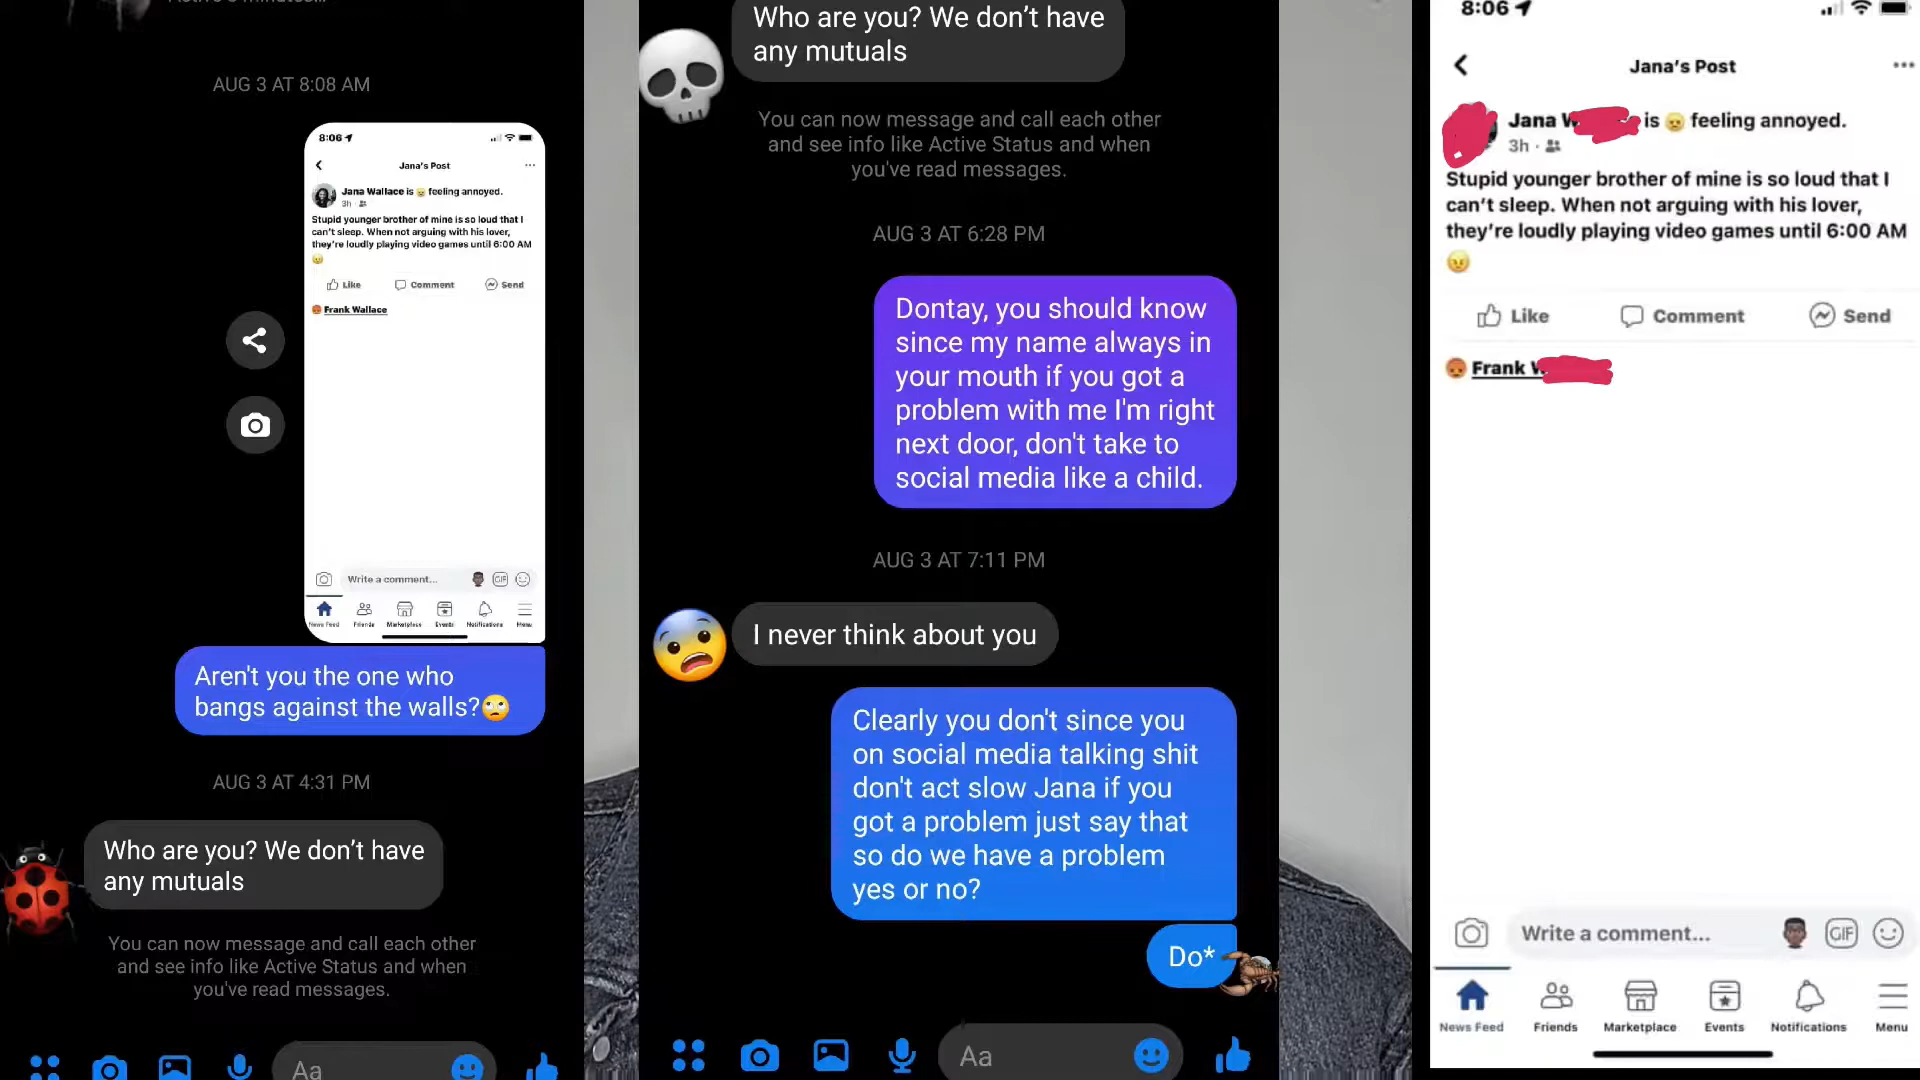 AUG 3 AT 8:08 AM
8:06
Jana's Post
Jana Wallace is feeling annoyed.
3h
Stupid younger brother of mine is so loud that I
can't sleep. When not arguing with his lover,
they're loudly playing video games until 6:00 AM
Like Comment Send
Frank Wallace
Write a comment... GIF
News Feed Friends Marketplace Events Notifications Menu
Aren't you the one who
bangs against the walls?🙄
AUG 3 AT 4:31 PM
Who are you? We don't have
any mutuals
You can now message and call each other
and see info like Active Status and when
you've read messages.
Aa
Who are you? We don't have
any mutuals
You can now message and call each other
and see info like Active Status and when
you've read messages.
AUG 3 AT 6:28 PM
Dontay, you should know
since my name always in
your mouth if you got a
problem with me I'm right
next door, don't take to
social media like a child.
AUG 3 AT 7:11 PM
I never think about you
Clearly you don't since you
on social media talking shit
don't act slow Jana if you
got a problem just say that
so do we have a problem
yes or no?
Do*
Aa
8:06
Jana's Post
Jana W is 😠 feeling annoyed.
3h
Stupid younger brother of mine is so loud that I
can't sleep. When not arguing with his lover,
they're loudly playing video games until 6:00 AM
😠
Like Comment Send
Frank W
Write a comment... GIF
News Feed Friends Marketplace Events Notifications Menu